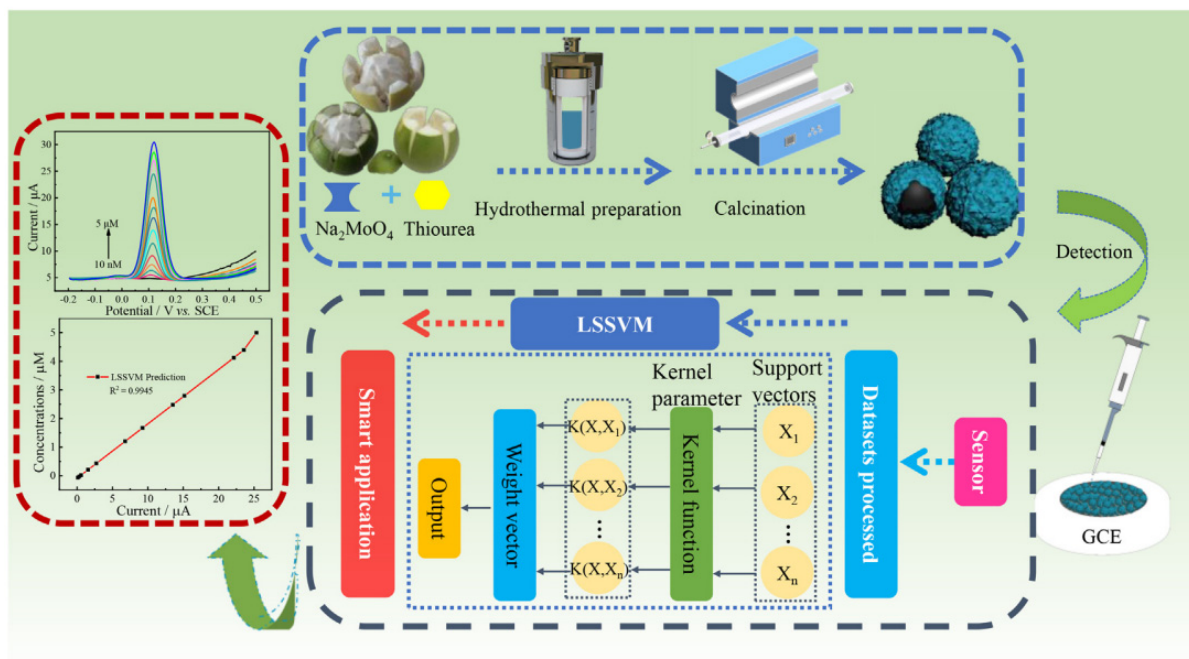 Na₂MoO₄ + Thiourea
Hydrothermal preparation
Calcination
Detection
GCE
Sensor
Datasets processed
LSSVM
Support
vectors
X₁
X₂
Xₙ
Kernel
parameter
Kernel function
K(X,X₁)
K(X,X₂)
K(X,Xₙ)
Weight vector
Output
Smart application
Current / μA
30
25
20
15
10
5
5 μM
10 nM
-0.2 -0.1 0.0 0.1 0.2 0.3 0.4 0.5
Potential / V vs. SCE
Concentrations / μM
5
4
3
2
1
0
LSSVM Prediction
R² = 0.9945
0 5 10 15 20 25
Current / μA